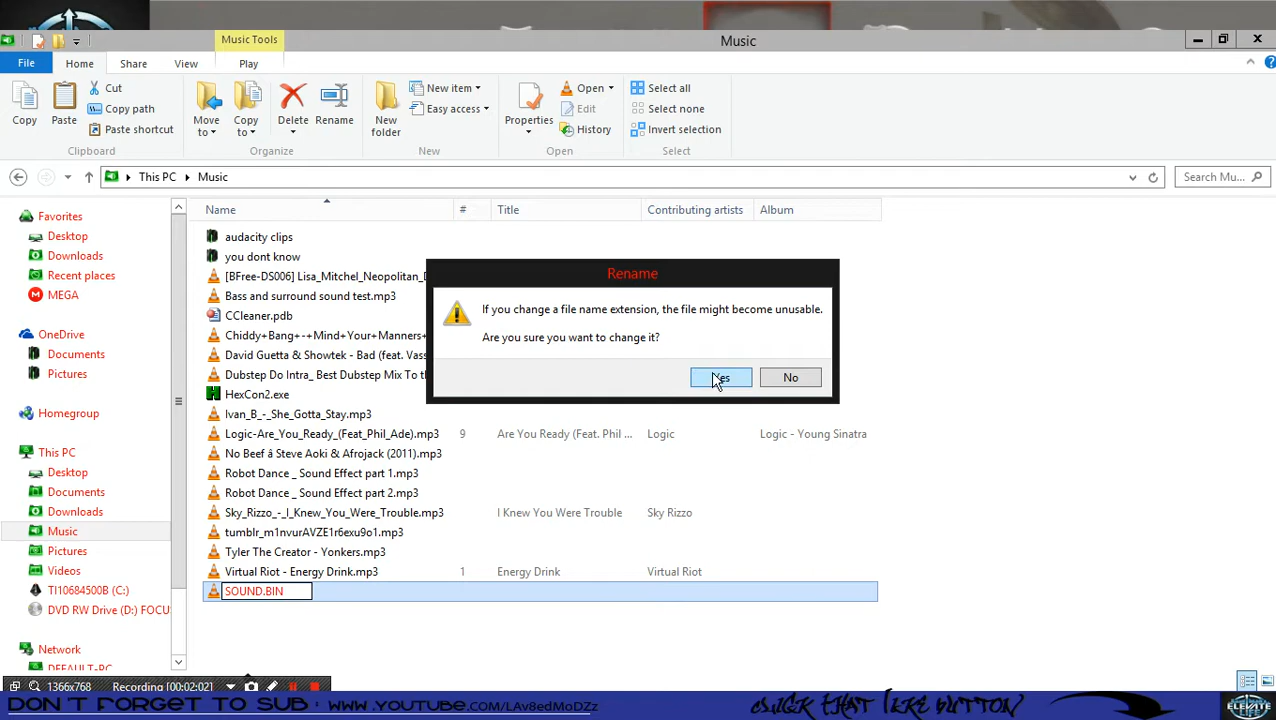 Music Tools
Music
File
Home
Share
View
Play
Copy
Paste
Cut
Copy path
Paste shortcut
Clipboard
Move to
Copy to
Delete
Rename
Organize
New folder
New item
Easy access
New
Properties
Open
Edit
History
Open
Select all
Select none
Invert selection
Select
This PC
Music
Search Mu...
Favorites
Desktop
Downloads
Recent places
MEGA
OneDrive
Documents
Pictures
Homegroup
This PC
Desktop
Documents
Downloads
Music
Pictures
Videos
TI10684500B (C:)
DVD RW Drive (D:) FOCU
Network
DEFAULT-PC
Name # Title Contributing artists Album
audacity clips
you dont know
[BFree-DS006] Lisa_Mitchel_Neopolitan_D
Bass and surround sound test.mp3
CCleaner.pdb
Chiddy+Bang+-+Mind+Your+Manners+
David Guetta & Showtek - Bad (feat. Vass
Dubstep Do Intra_ Best Dubstep Mix To th
HexCon2.exe
Ivan_B_-_She_Gotta_Stay.mp3
Logic-Are_You_Ready_(Feat_Phil_Ade).mp3 9 Are You Ready (Feat. Phil ... Logic Logic - Young Sinatra
No Beef â Steve Aoki & Afrojack (2011).mp3
Robot Dance _ Sound Effect part 1.mp3
Robot Dance _ Sound Effect part 2.mp3
Sky_Rizzo_-_I_Knew_You_Were_Trouble.mp3 I Knew You Were Trouble Sky Rizzo
tumblr_m1nvurAVZE1r6exu9o1.mp3
Tyler The Creator - Yonkers.mp3
Virtual Riot - Energy Drink.mp3 1 Energy Drink Virtual Riot
SOUND.BIN
Rename
If you change a file name extension, the file might become unusable.
Are you sure you want to change it?
Yes
No
1366x768 Recording [00:02:02]
DON'T FORGET TO SUB : WWW.YOUTUBE.COM/LAV8EDMODZZ
CLICK THAT LIKE BUTTON
ELEVATE